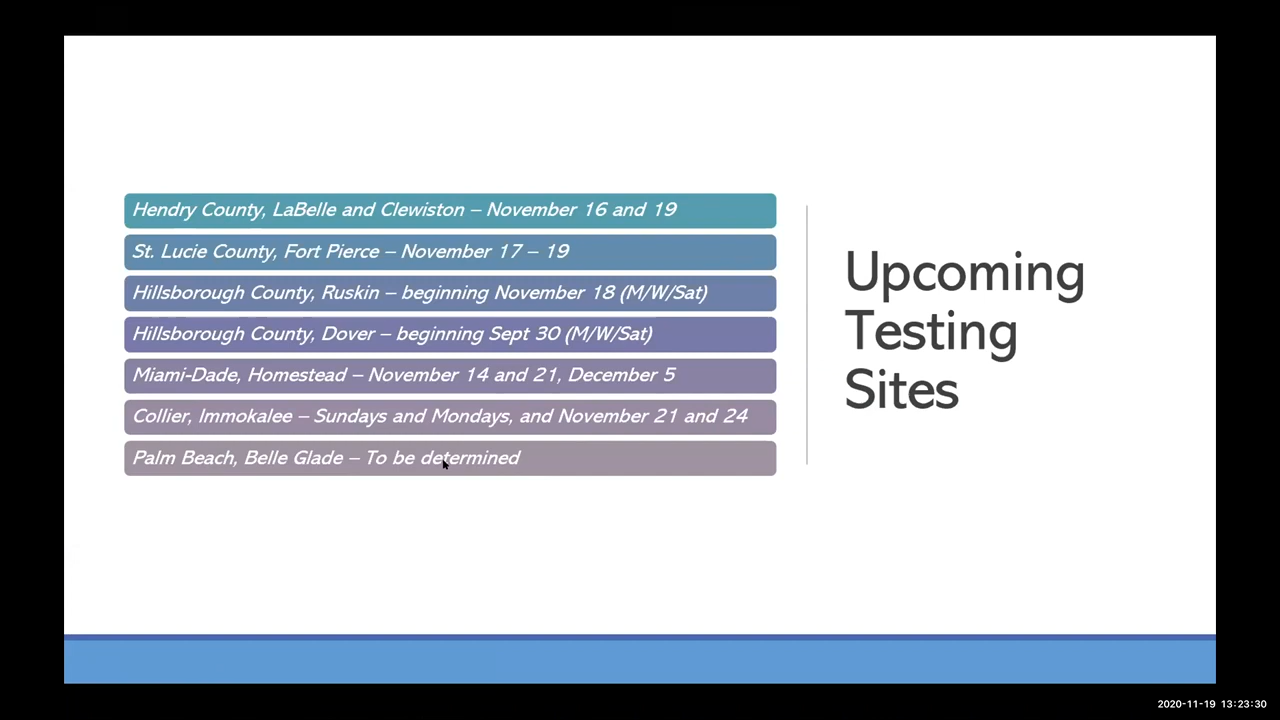 Hendry County, LaBelle and Clewiston – November 16 and 19
St. Lucie County, Fort Pierce – November 17 – 19
Hillsborough County, Ruskin – beginning November 18 (M/W/Sat)
Hillsborough County, Dover – beginning Sept 30 (M/W/Sat)
Miami-Dade, Homestead – November 14 and 21, December 5
Collier, Immokalee – Sundays and Mondays, and November 21 and 24
Palm Beach, Belle Glade – To be determined
Upcoming
Testing
Sites
2020-11-19 13:23:30